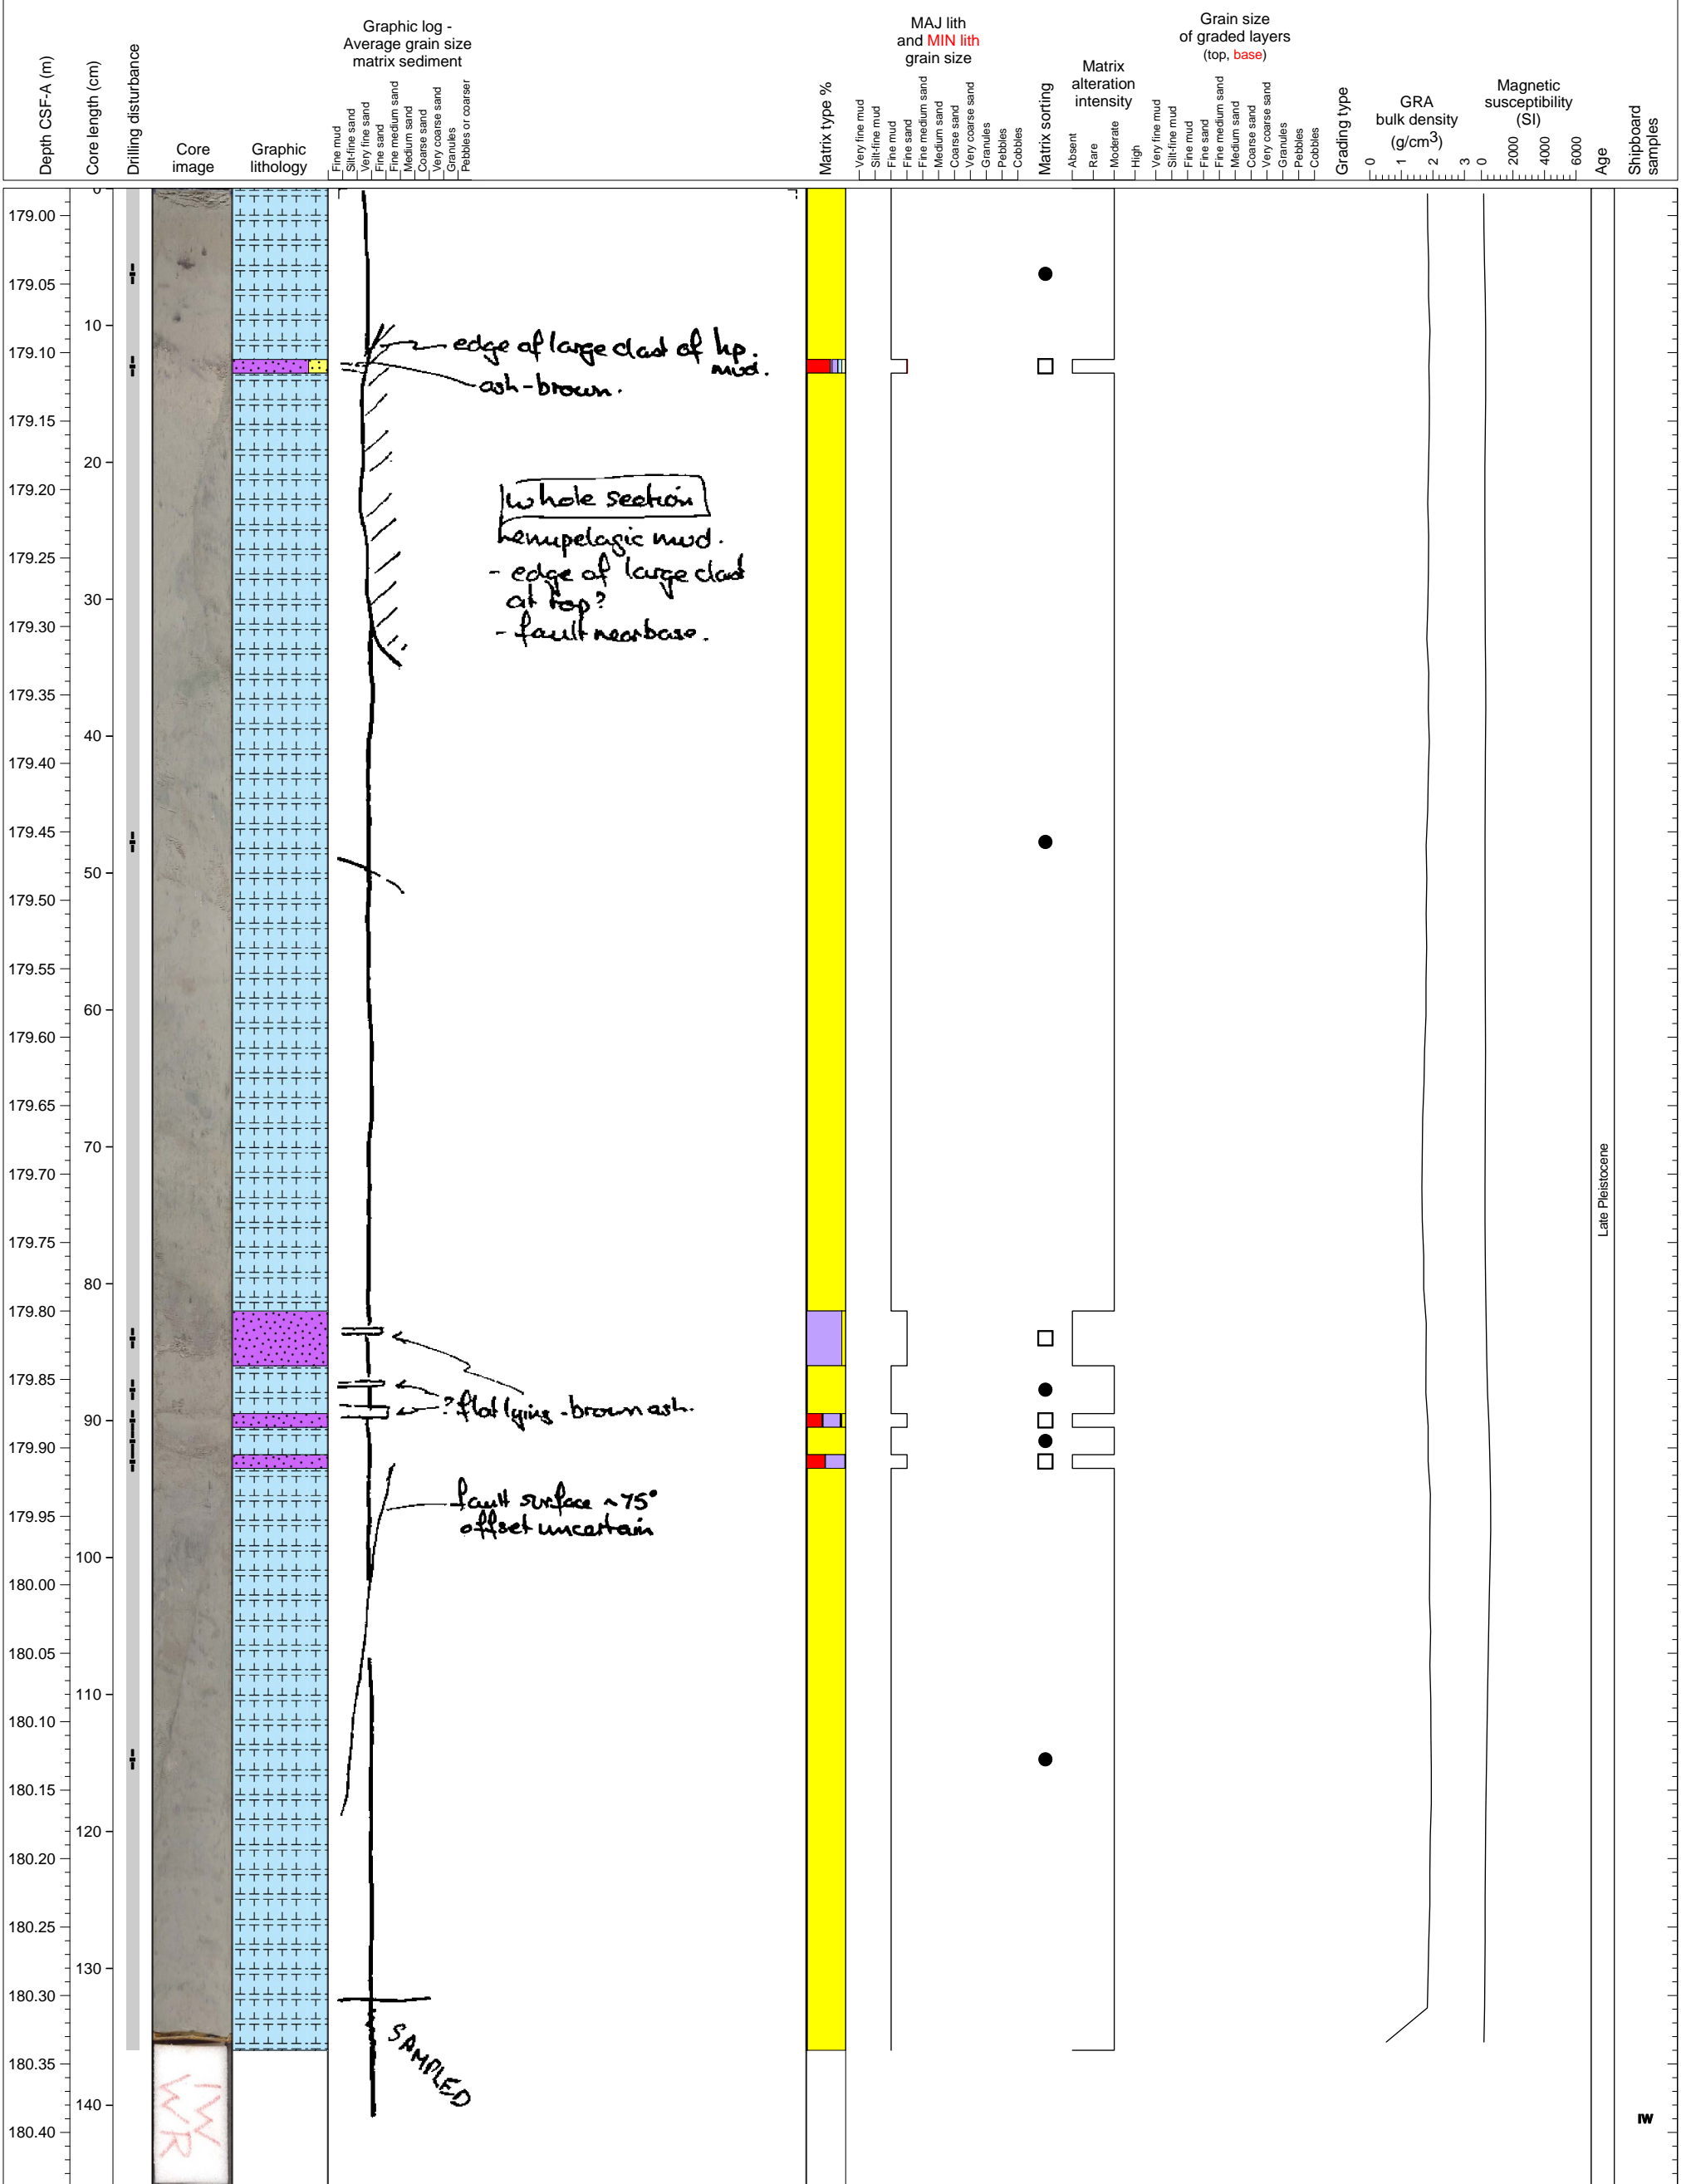 Depth CSF-A (m)
Core length (cm)
Drilling disturbance
Core
image
Graphic
lithology
Graphic log -
Average grain size
matrix sediment
Fine mud
Silt-fine sand
Very fine sand
Fine sand
Fine medium sand
Medium sand
Coarse sand
Very coarse sand
Granules
Pebbles or coarser
Matrix type %
MAJ lith
and MIN lith
grain size
Very fine mud
Silt-fine mud
Fine mud
Fine sand
Fine medium sand
Medium sand
Coarse sand
Very coarse sand
Granules
Pebbles
Cobbles
Matrix sorting
Matrix
alteration
intensity
Absent
Rare
Moderate
High
Grain size
of graded layers
(top, base)
Very fine mud
Silt-fine mud
Fine mud
Fine sand
Fine medium sand
Medium sand
Coarse sand
Very coarse sand
Granules
Pebbles
Cobbles
Grading type
GRA
bulk density
(g/cm3)
0 1 2 3
Magnetic
susceptibility
(SI)
0 2000 4000 6000
Age
Shipboard
samples
0
179.00
179.05
10
179.10
179.15
20
179.20
179.25
30
179.30
179.35
40
179.40
179.45
50
179.50
179.55
60
179.60
179.65
70
179.70
179.75
80
179.80
179.85
90
179.90
179.95
100
180.00
180.05
110
180.10
180.15
120
180.20
180.25
130
180.30
180.35
140
180.40
edge of large clast of hp.
mud.
ash-brown.
whole section
hemipelagic mud.
- edge of large clast
at top?
- fault near base.
? flat lying - brown ash.
fault surface ~75°
offset uncertain
SAMPLED
IW
WR
Late Pleistocene
IW